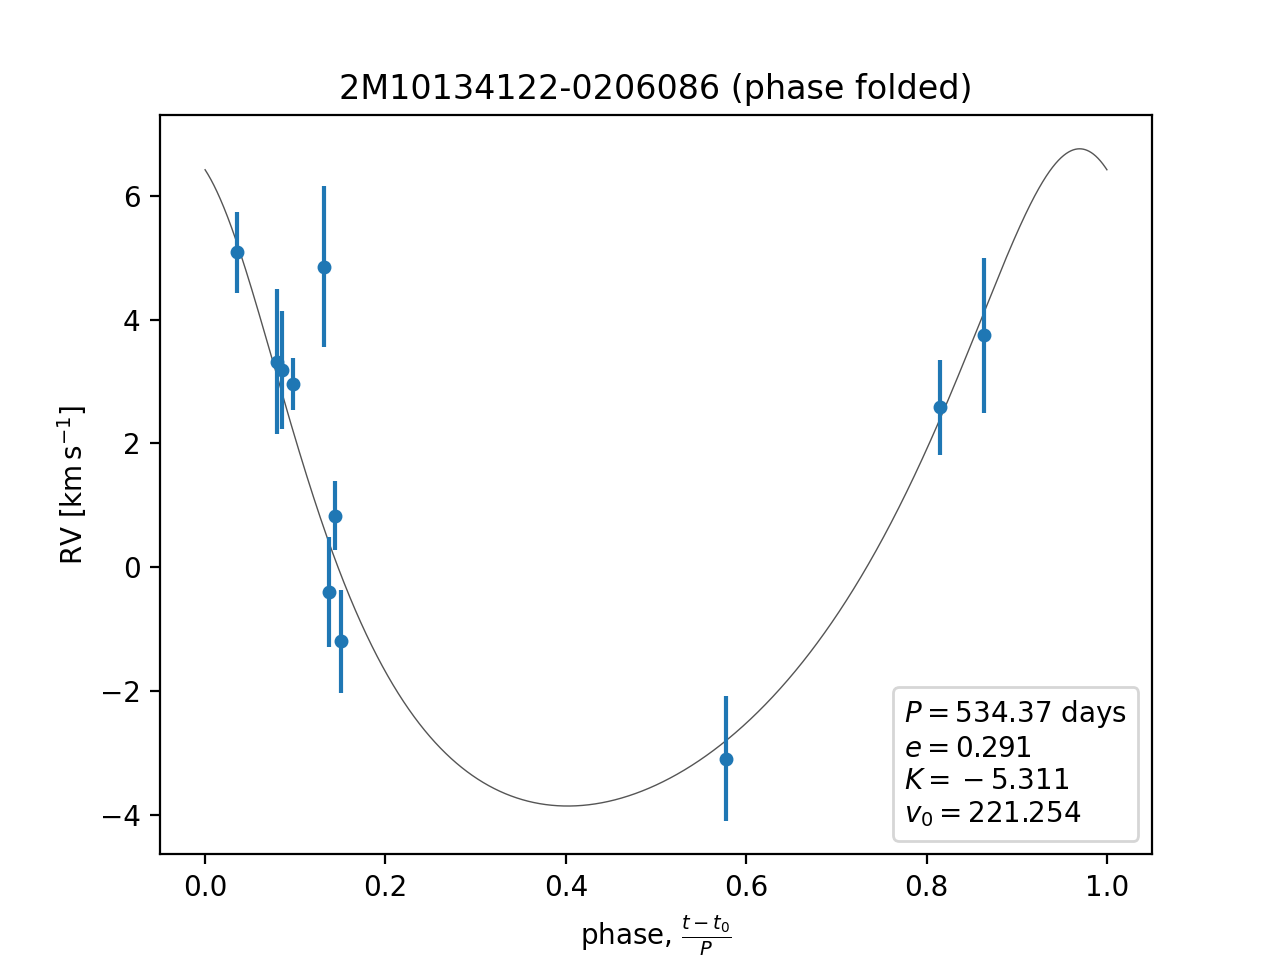 2M10134122-0206086 (phase folded)
RV [km s⁻¹]
6
4
2
0
−2
−4
P = 534.37 days
e = 0.291
K = −5.311
v₀ = 221.254
0.0 0.2 0.4 0.6 0.8 1.0
phase, (t − t₀)/P